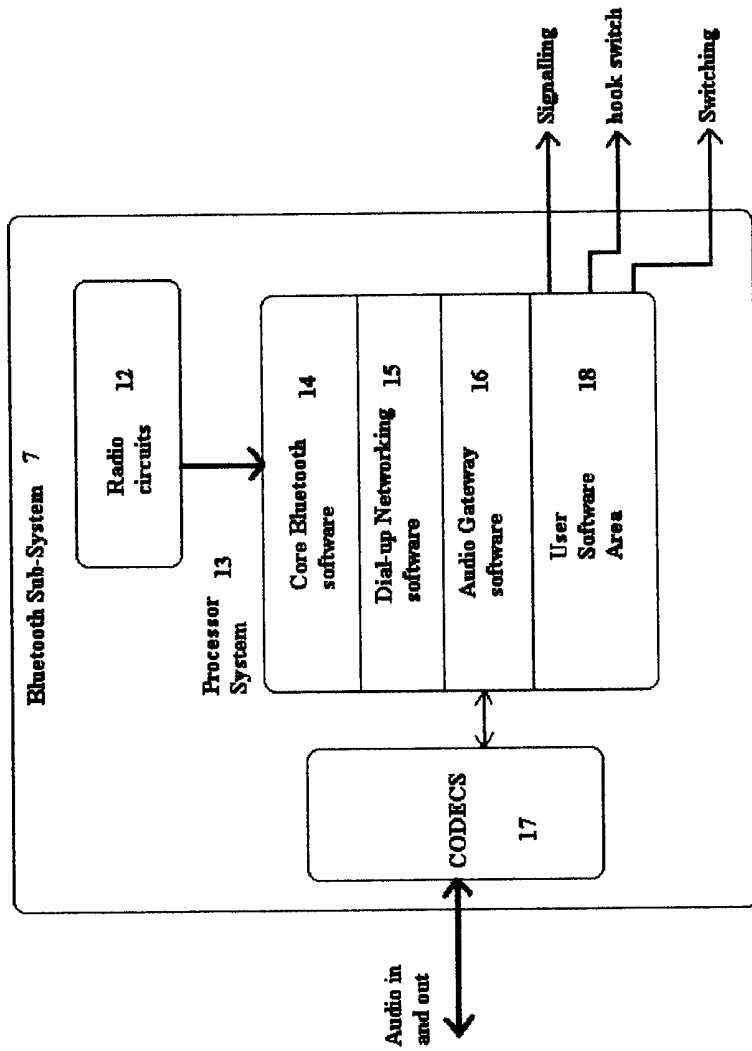 Bluetooth Sub-System 7
Radio 12
circuits
Processor 13
System
Core Bluetooth 14
software
Dial-up Networking 15
software
Audio Gateway 16
software
User 18
Software
Area
CODECS
17
Audio in
and out
Signalling
hook switch
Switching